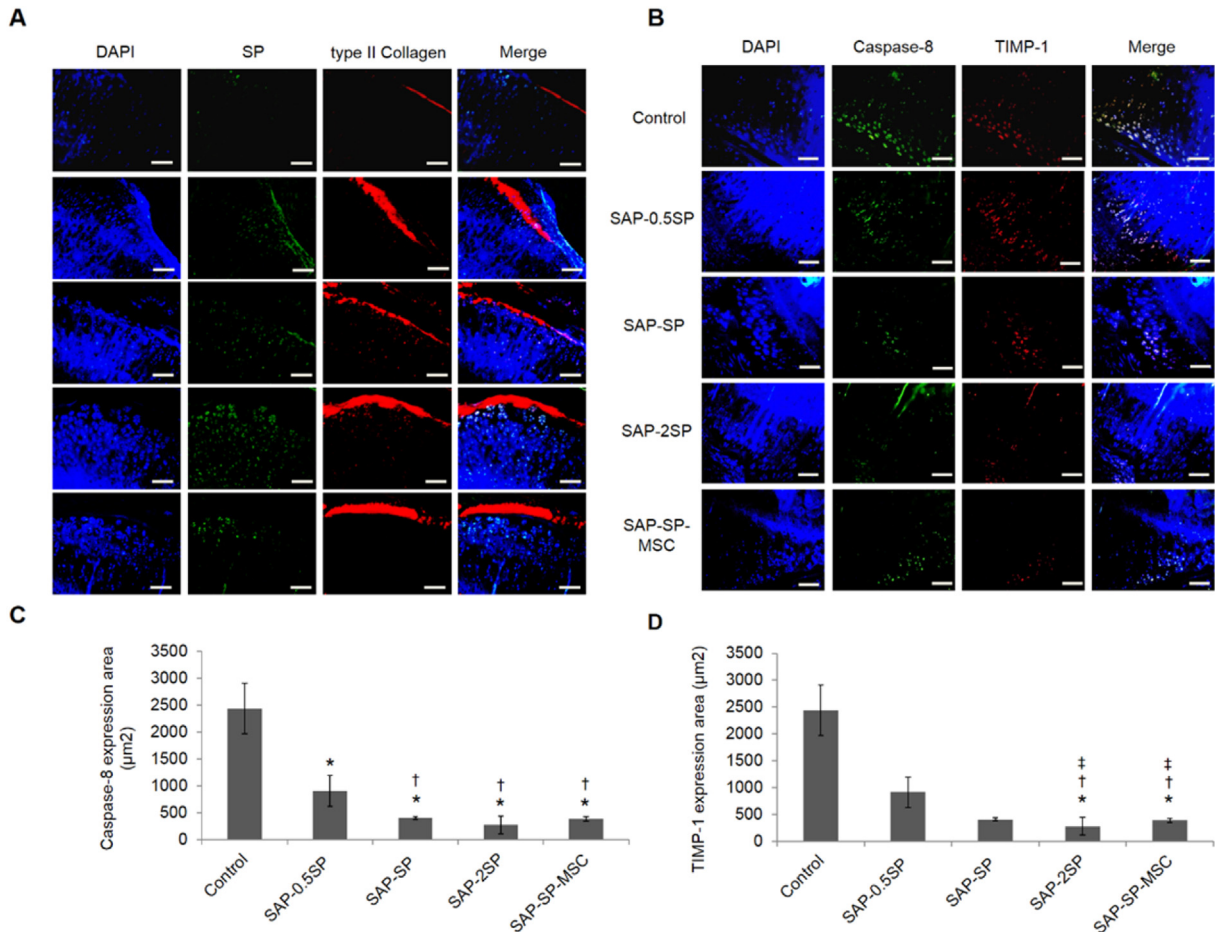 A
DAPI SP type II Collagen Merge
B
DAPI Caspase-8 TIMP-1 Merge
Control
SAP-0.5SP
SAP-SP
SAP-2SP
SAP-SP-
MSC
C
Caspase-8 expression area
(µm2)
3500
3000
2500
2000
1500
1000
500
0
*
†
*
†
*
†
*
Control
SAP-0.5SP
SAP-SP
SAP-2SP
SAP-SP-MSC
D
TIMP-1 expression area (µm2)
3500
3000
2500
2000
1500
1000
500
0
‡
†
*
‡
†
*
Control
SAP-0.5SP
SAP-SP
SAP-2SP
SAP-SP-MSC